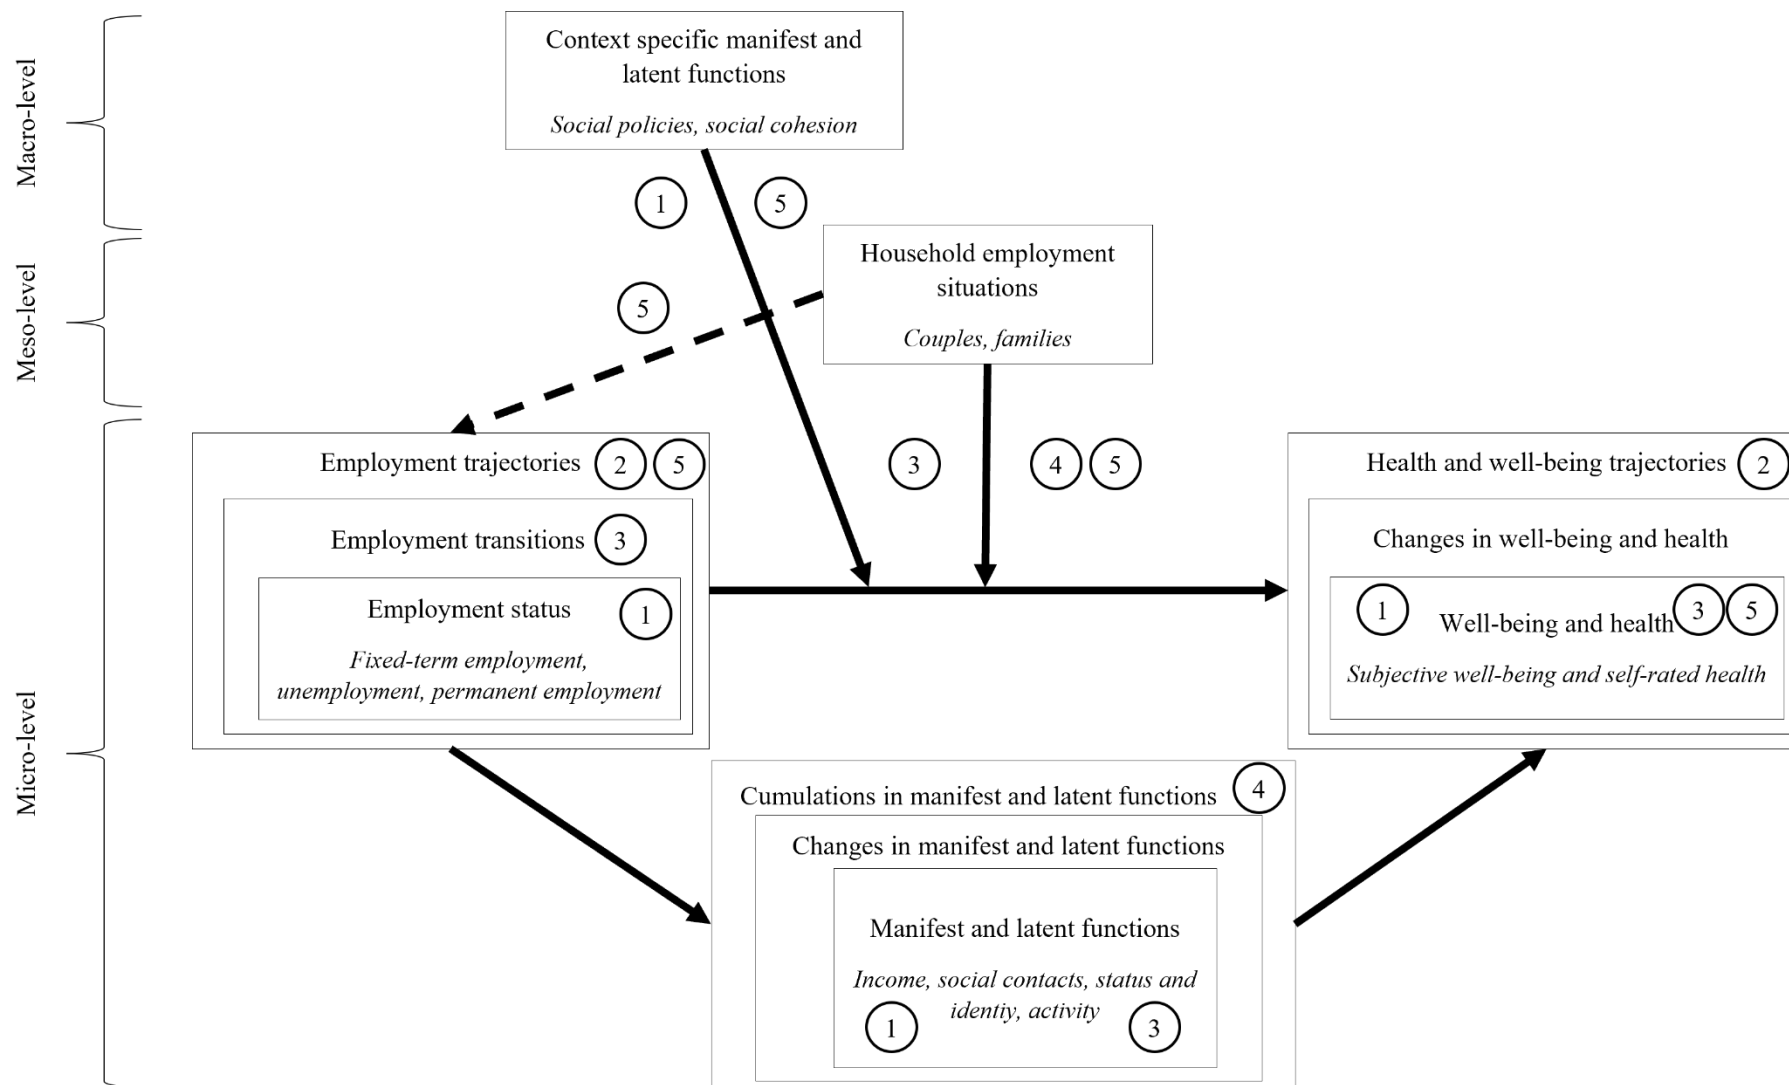 Macro-level
Context specific manifest and
latent functions
Social policies, social cohesion
1
5
Meso-level
Household employment
situations
Couples, families
5
Micro-level
Employment trajectories 2 5
Employment transitions 3
Employment status 1
Fixed-term employment,
unemployment, permanent employment
3
4 5
Health and well-being trajectories 2
Changes in well-being and health
1
Well-being and health 3 5
Subjective well-being and self-rated health
Cumulations in manifest and latent functions 4
Changes in manifest and latent functions
Manifest and latent functions
Income, social contacts, status and
identiy, activity
1
3